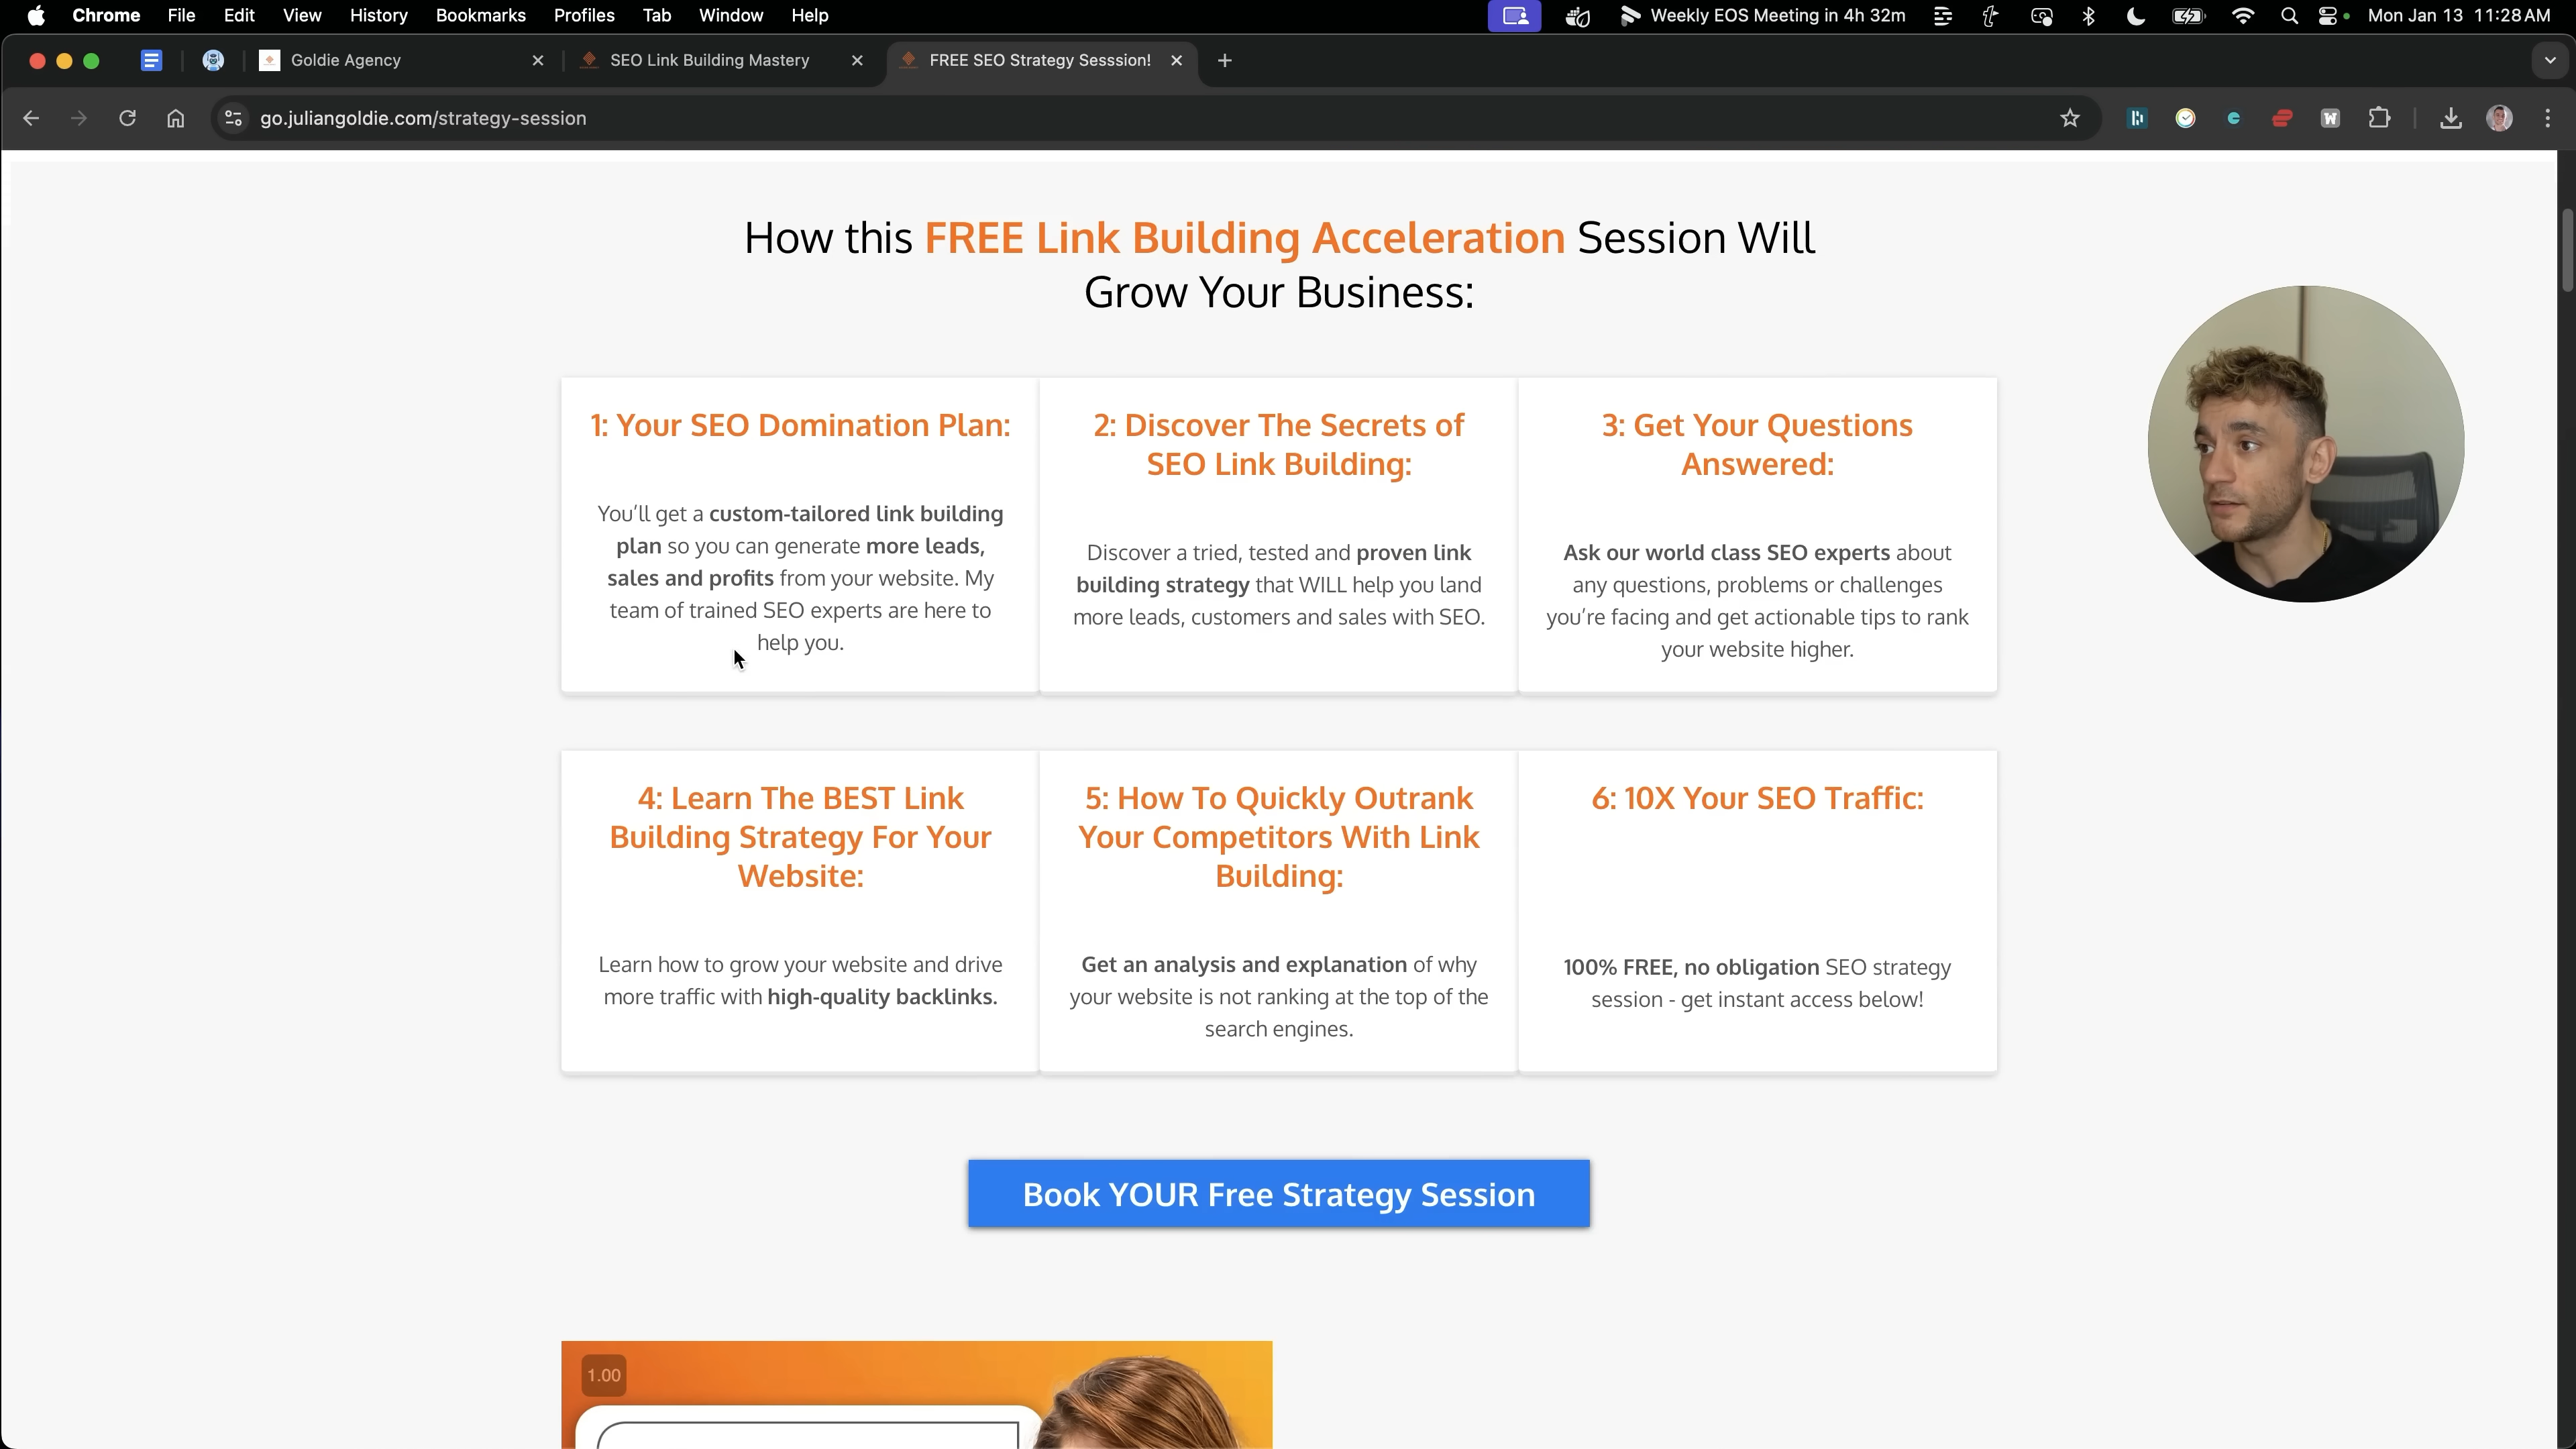 Chrome File Edit View History Bookmarks Profiles Tab Window Help Weekly EOS Meeting in 4h 32m Mon Jan 13 11:28 AM
Goldie Agency SEO Link Building Mastery FREE SEO Strategy Sesssion!
go.juliangoldie.com/strategy-session
How this FREE Link Building Acceleration Session Will
Grow Your Business:
1: Your SEO Domination Plan:
You’ll get a custom-tailored link building
plan so you can generate more leads,
sales and profits from your website. My
team of trained SEO experts are here to
help you.
2: Discover The Secrets of
SEO Link Building:
Discover a tried, tested and proven link
building strategy that WILL help you land
more leads, customers and sales with SEO.
3: Get Your Questions
Answered:
Ask our world class SEO experts about
any questions, problems or challenges
you’re facing and get actionable tips to rank
your website higher.
4: Learn The BEST Link
Building Strategy For Your
Website:
Learn how to grow your website and drive
more traffic with high-quality backlinks.
5: How To Quickly Outrank
Your Competitors With Link
Building:
Get an analysis and explanation of why
your website is not ranking at the top of the
search engines.
6: 10X Your SEO Traffic:
100% FREE, no obligation SEO strategy
session - get instant access below!
Book YOUR Free Strategy Session
1.00